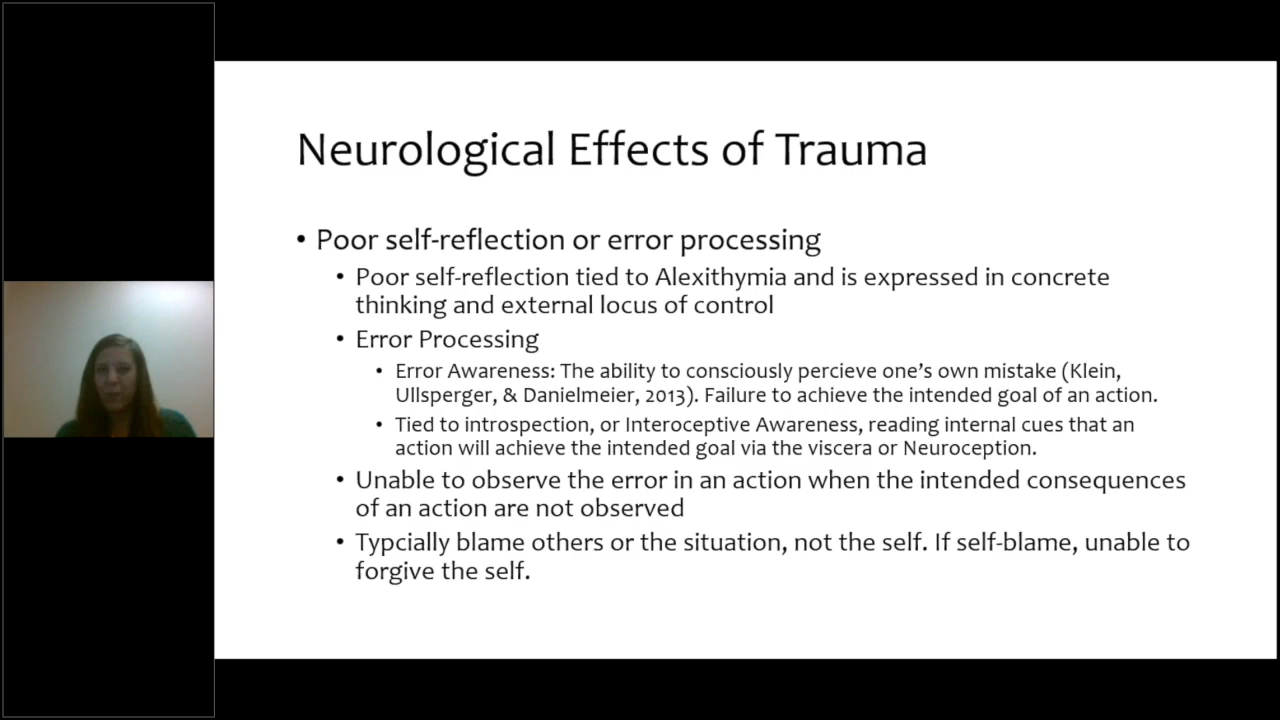 Neurological Effects of Trauma
• Poor self-reflection or error processing
• Poor self-reflection tied to Alexithymia and is expressed in concrete
thinking and external locus of control
• Error Processing
• Error Awareness: The ability to consciously percieve one’s own mistake (Klein,
Ullsperger, & Danielmeier, 2013). Failure to achieve the intended goal of an action.
• Tied to introspection, or Interoceptive Awareness, reading internal cues that an
action will achieve the intended goal via the viscera or Neuroception.
• Unable to observe the error in an action when the intended consequences
of an action are not observed
• Typcially blame others or the situation, not the self. If self-blame, unable to
forgive the self.